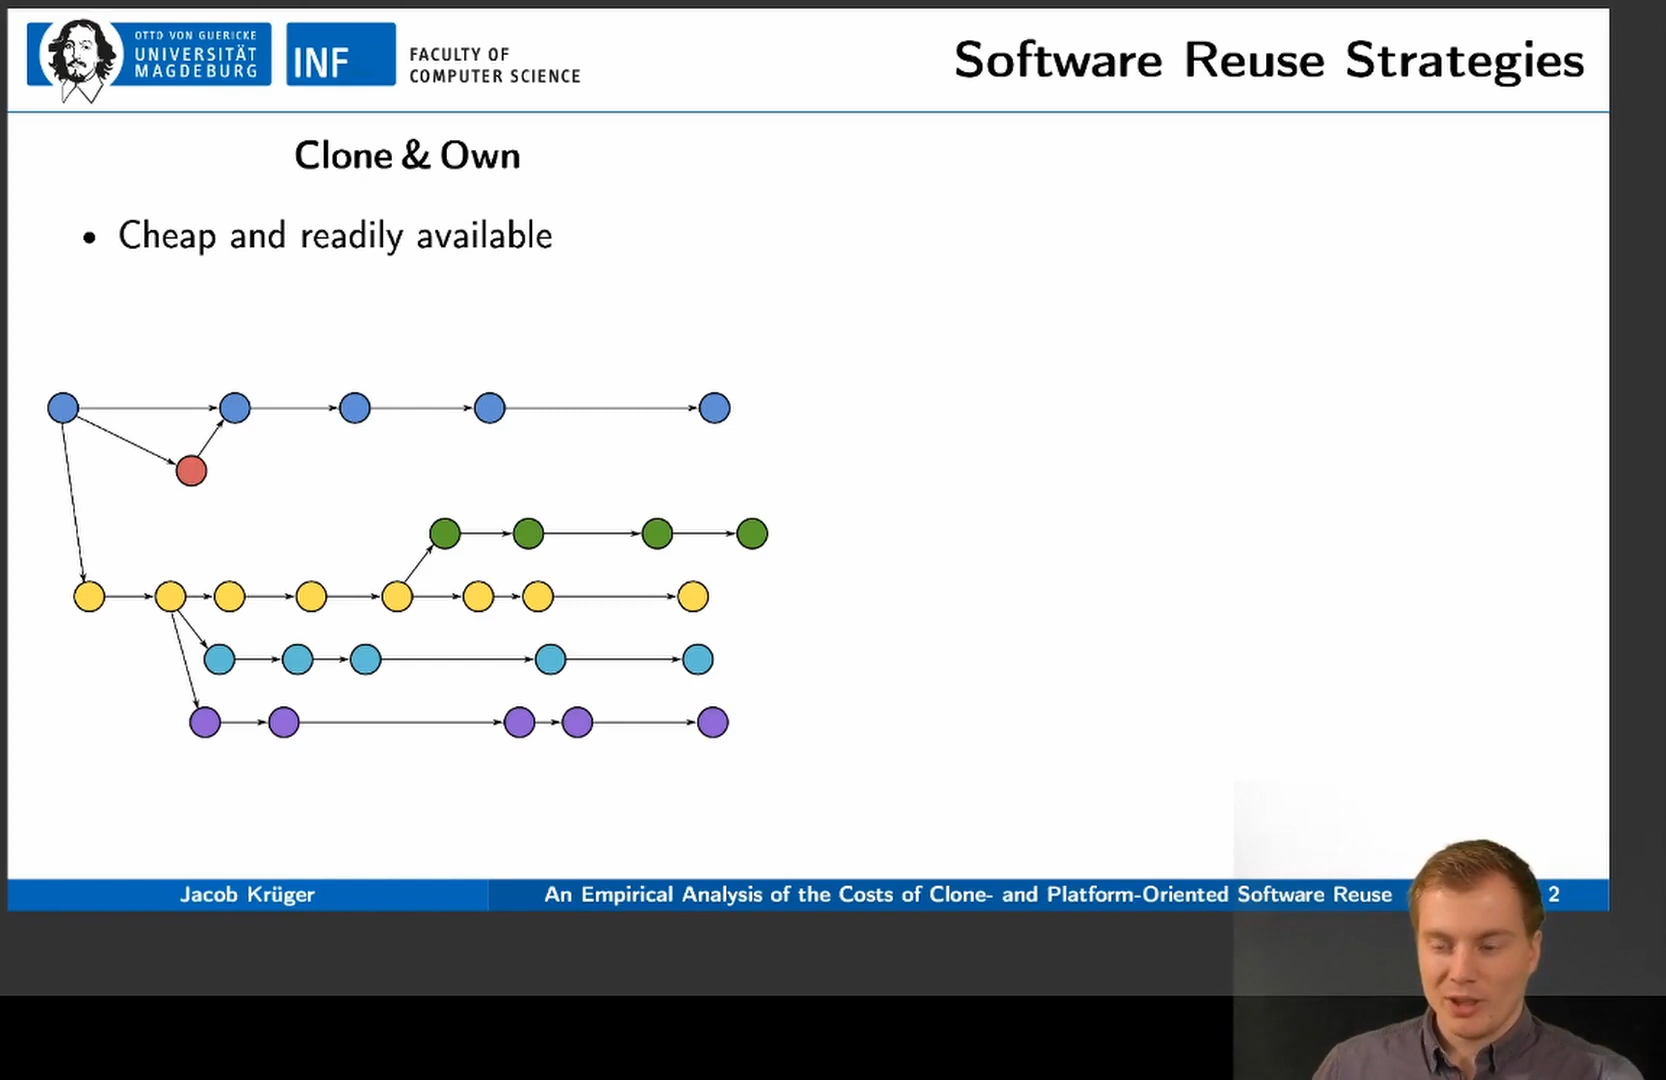 OTTO VON GUERICKE
UNIVERSITÄT
MAGDEBURG
INF
FACULTY OF
COMPUTER SCIENCE
Software Reuse Strategies
Clone & Own
• Cheap and readily available
Jacob Krüger
An Empirical Analysis of the Costs of Clone- and Platform-Oriented Software Reuse
2